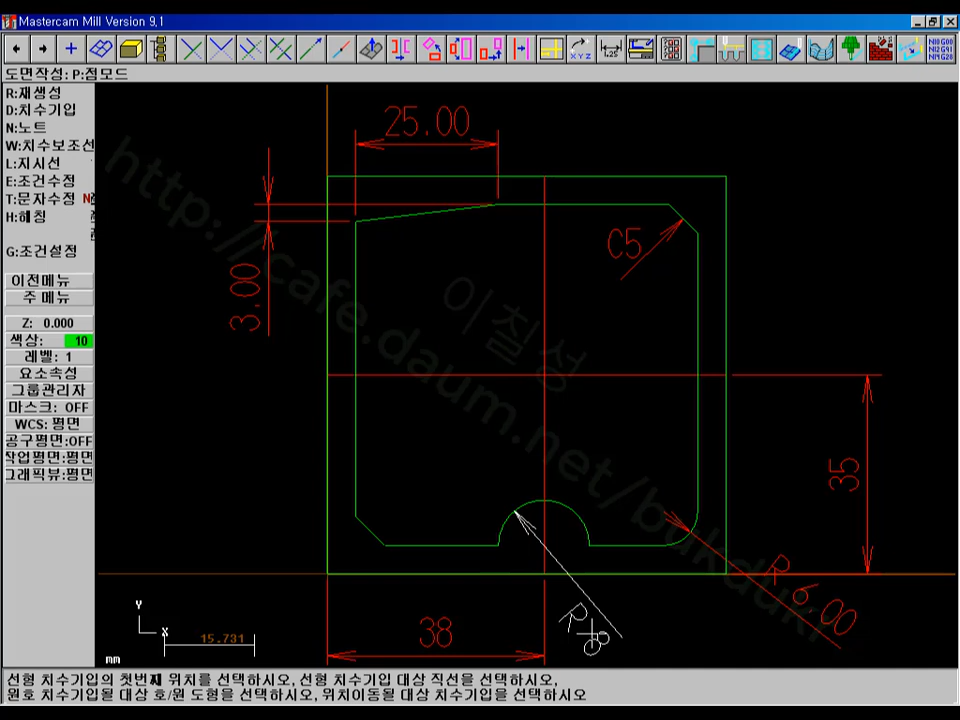 Mastercam Mill Version 9.1
도면작성: P:점모드
R:재생성
D:치수기입
N:노트
W:치수보조선
L:지시선
E:조건수정
T:문자수정 N
H:해칭
G:조건설정
이전메뉴
주 메뉴
Z: 0.000
색상: 10
레벨: 1
요소속성
그룹관리자
마스크: OFF
WCS: 평면
공구평면:OFF
작업평면:평면
그래픽뷰:평면
25.00
C5
3.00
35
38
R 8
R 6.00
Y
X
15.731
mm
http://cafe.daum.net/bukduk
이칠성
선형 치수기입의 첫번째 위치를 선택하십시오, 선형 치수기입 대상 직선을 선택하십시오,
원호 치수기입될 대상 호/원 도형을 선택하십시오, 위치이동될 대상 치수기입을 선택하십시오